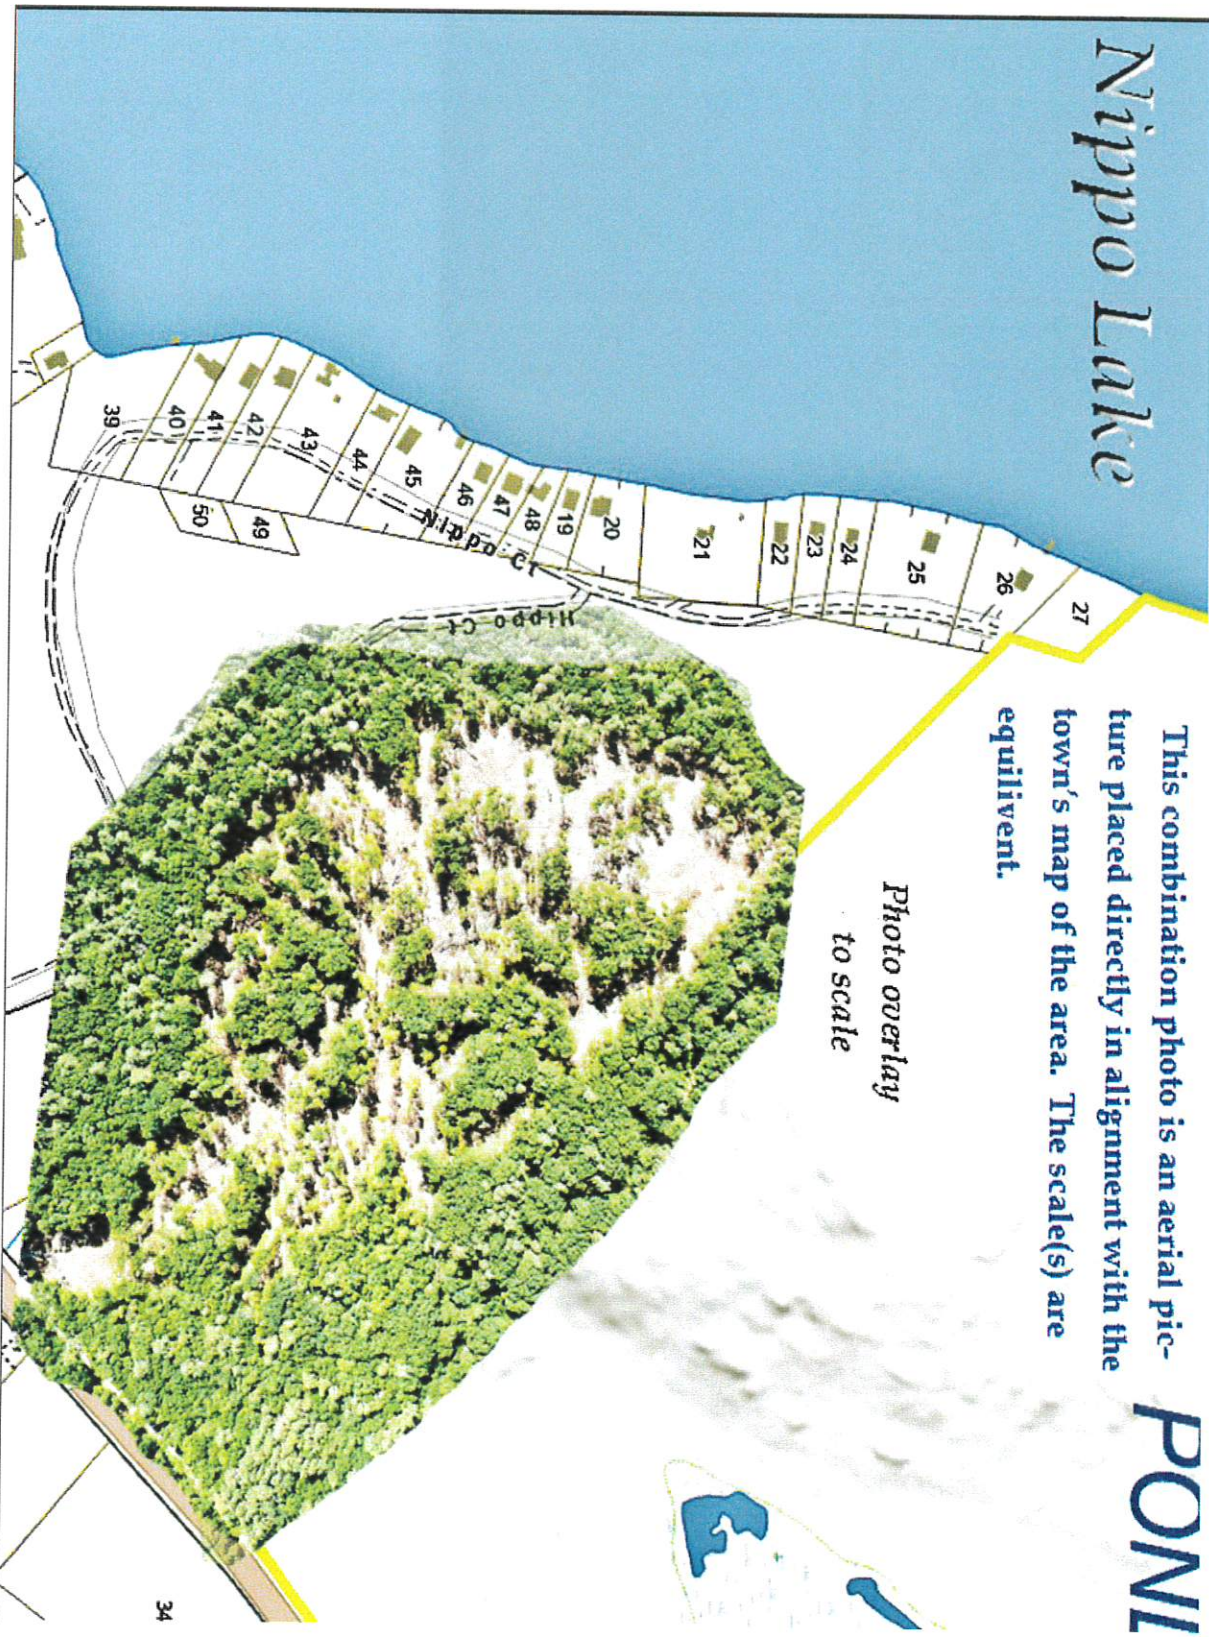 Nippo Lake
This combination photo is an aerial pic-
ture placed directly in alignment with the
town's map of the area. The scale(s) are
equilivent.
PONL
Photo overlay
to scale
27
26
25
24
23
22
21
20
19
48
47
46
45
44
43
42
41
40
39
49
50
Nippo Ct
Nippo Ct
34